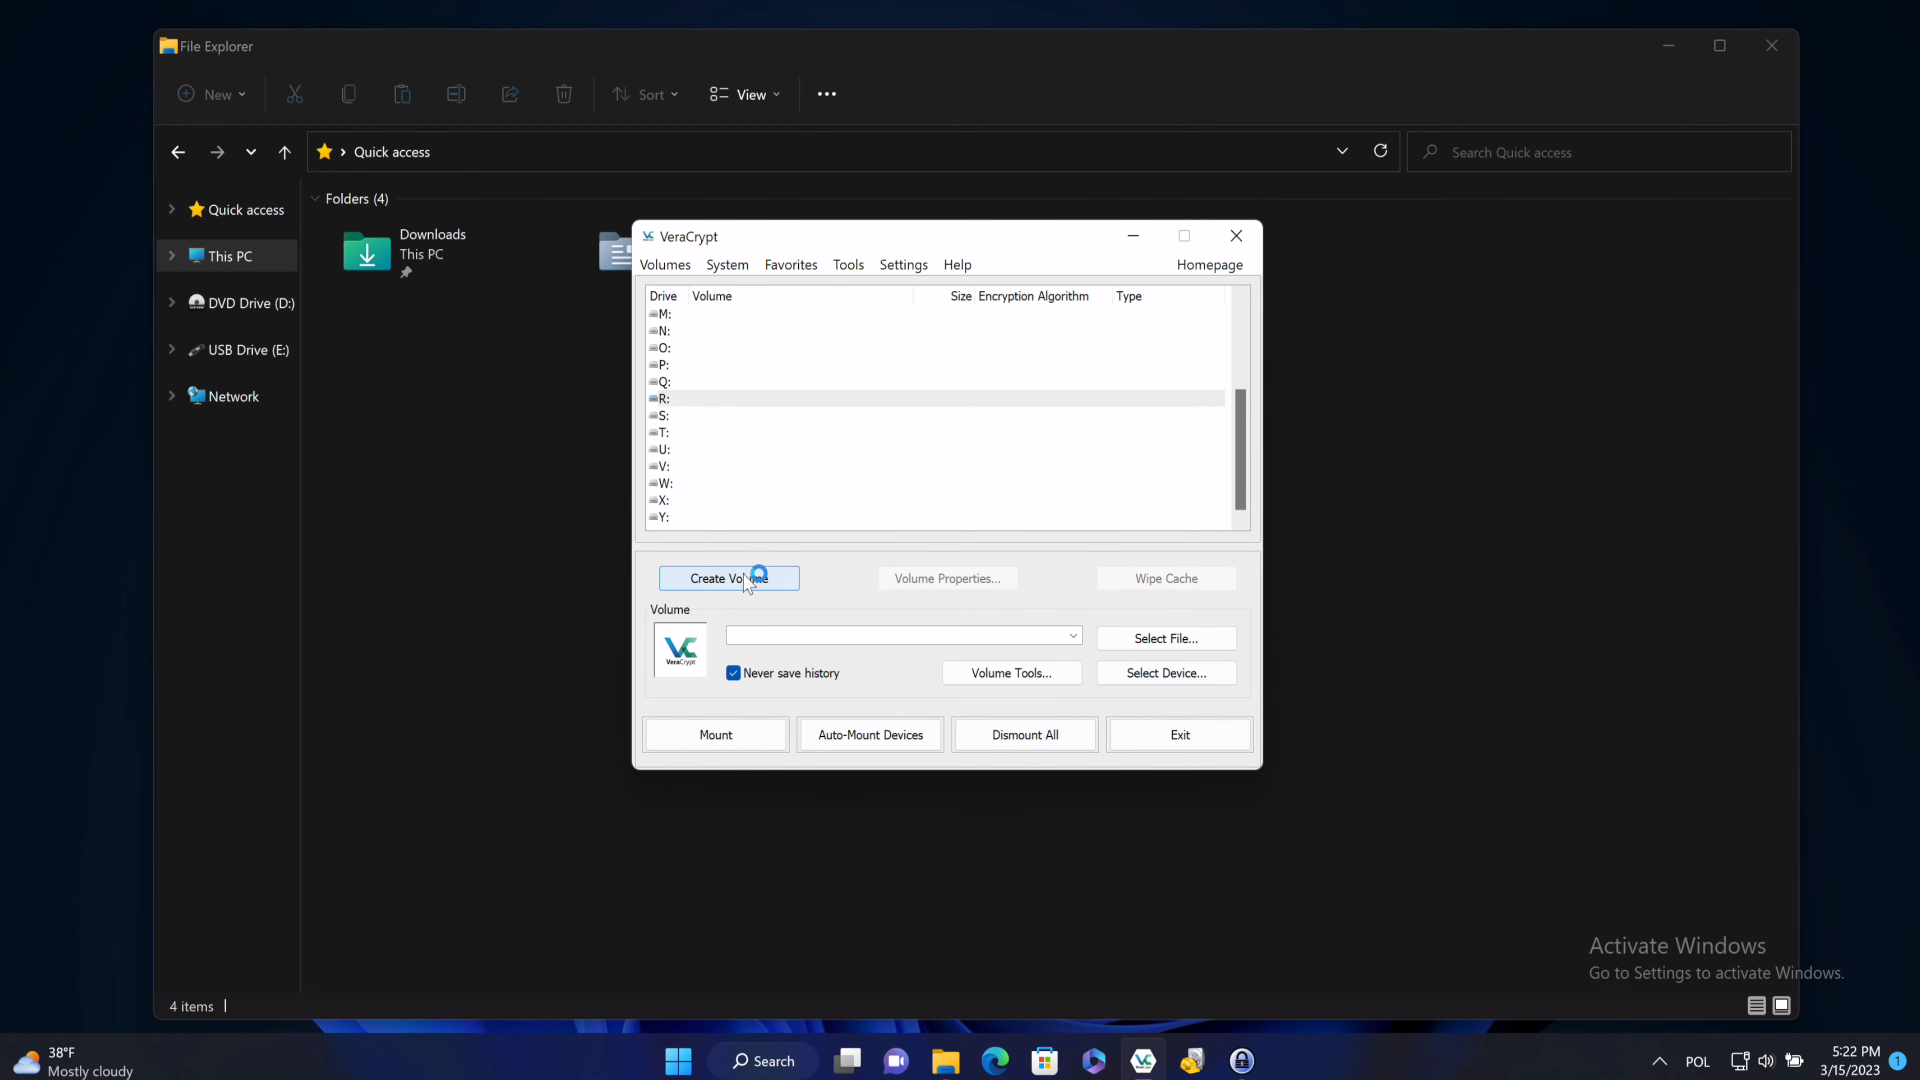 File Explorer
New
Sort
View
Quick access
Search Quick access
Quick access
This PC
DVD Drive (D:)
USB Drive (E:)
Network
Folders (4)
Downloads
This PC
VeraCrypt
Volumes System Favorites Tools Settings Help Homepage
Drive Volume Size Encryption Algorithm Type
M:
N:
O:
P:
Q:
R:
S:
T:
U:
V:
W:
X:
Y:
Create Volume
Volume Properties...
Wipe Cache
Volume
VeraCrypt
Select File...
Never save history
Volume Tools...
Select Device...
Mount
Auto-Mount Devices
Dismount All
Exit
Activate Windows
Go to Settings to activate Windows.
4 items
38°F
Mostly cloudy
Search
POL
5:22 PM
3/15/2023
1